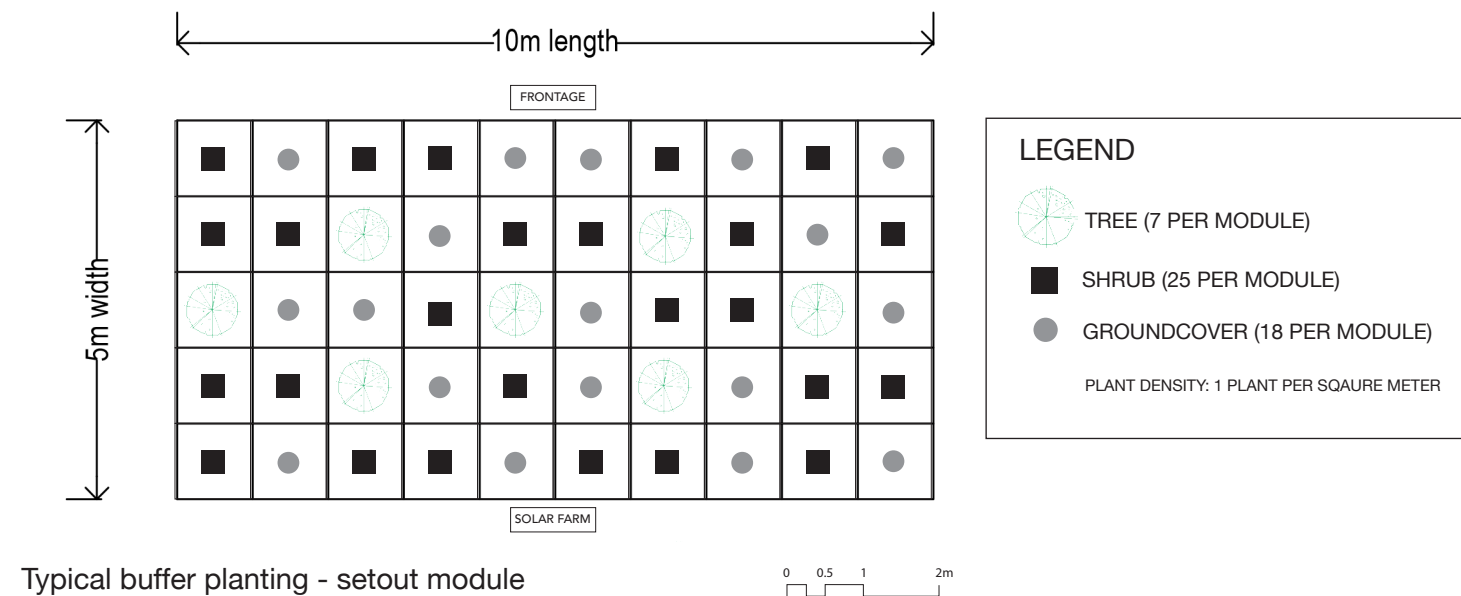 10m length
FRONTAGE
5m width
LEGEND
TREE (7 PER MODULE)
SHRUB (25 PER MODULE)
GROUNDCOVER (18 PER MODULE)
PLANT DENSITY: 1 PLANT PER SQAURE METER
SOLAR FARM
Typical buffer planting - setout module
0 0.5 1 2m